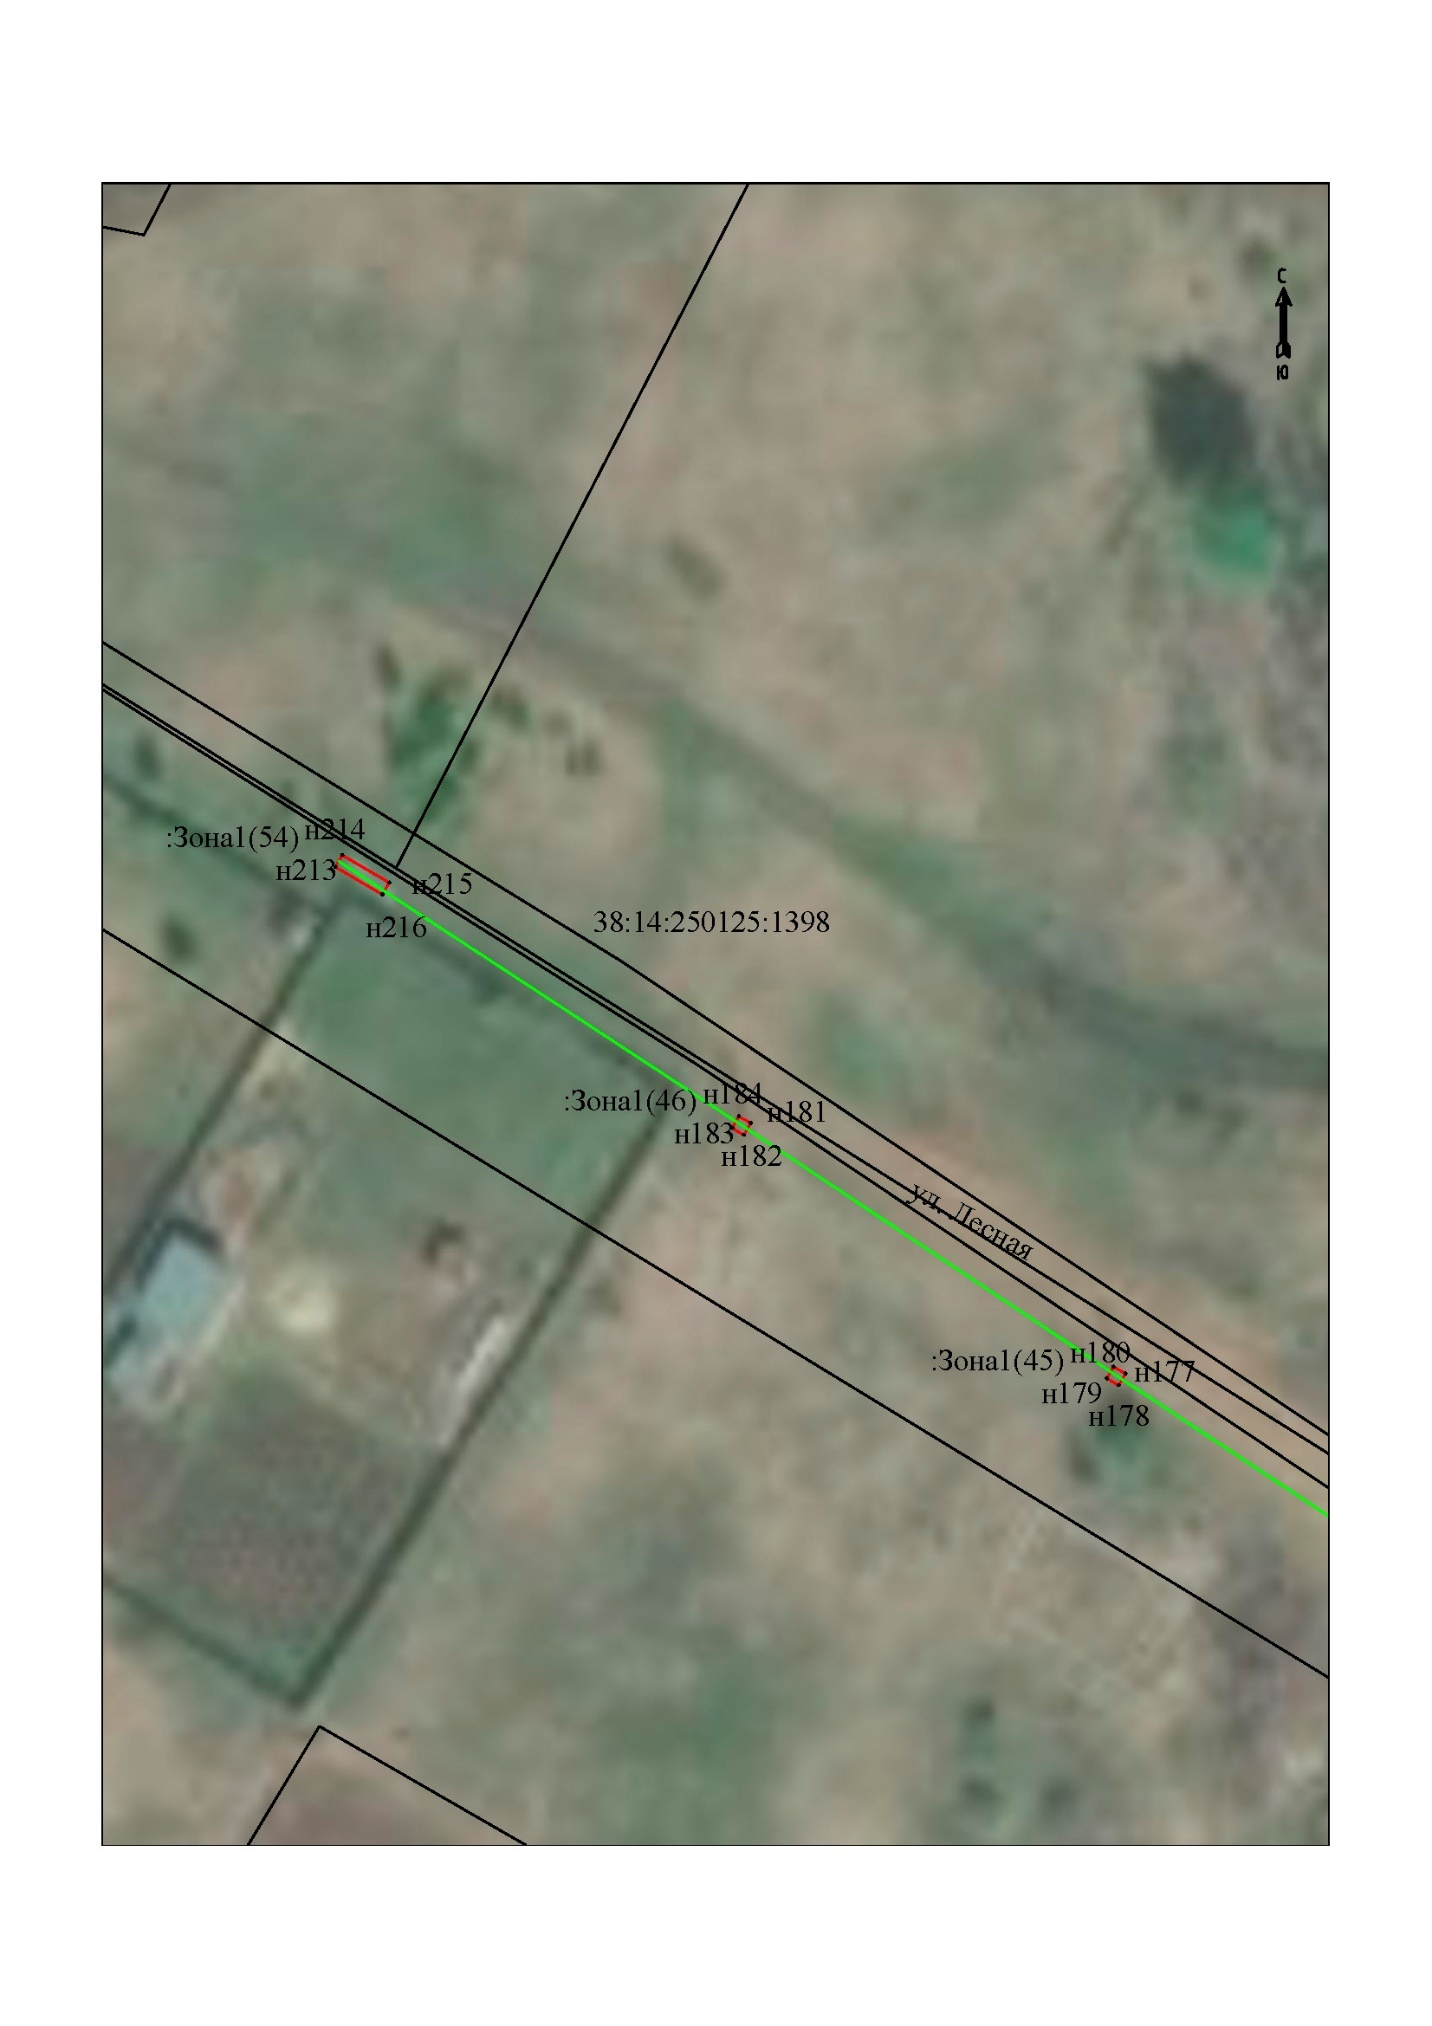 С
Ю
:Зона1(54)
н214
н213
н215
н216
38:14:250125:1398
:Зона1(46)
н184
н181
н183
н182
ул. Лесная
:Зона1(45)
н180
н177
н179
н178